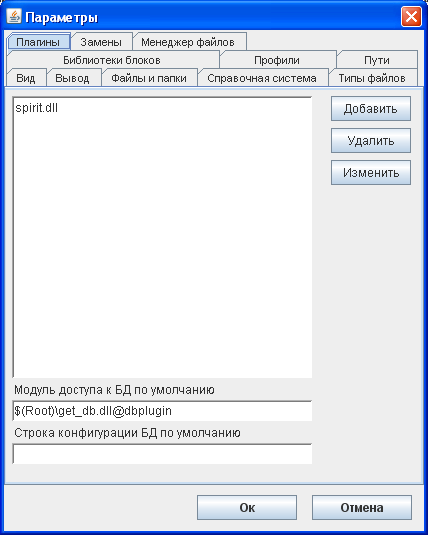 Параметры
Плагины Замены Менеджер файлов
Библиотеки блоков Профили Пути
Вид Вывод Файлы и папки Справочная система Типы файлов
spirit.dll
Добавить
Удалить
Изменить
Модуль доступа к БД по умолчанию
$(Root)\get_db.dll@dbplugin
Строка конфигурации БД по умолчанию
Ок Отмена